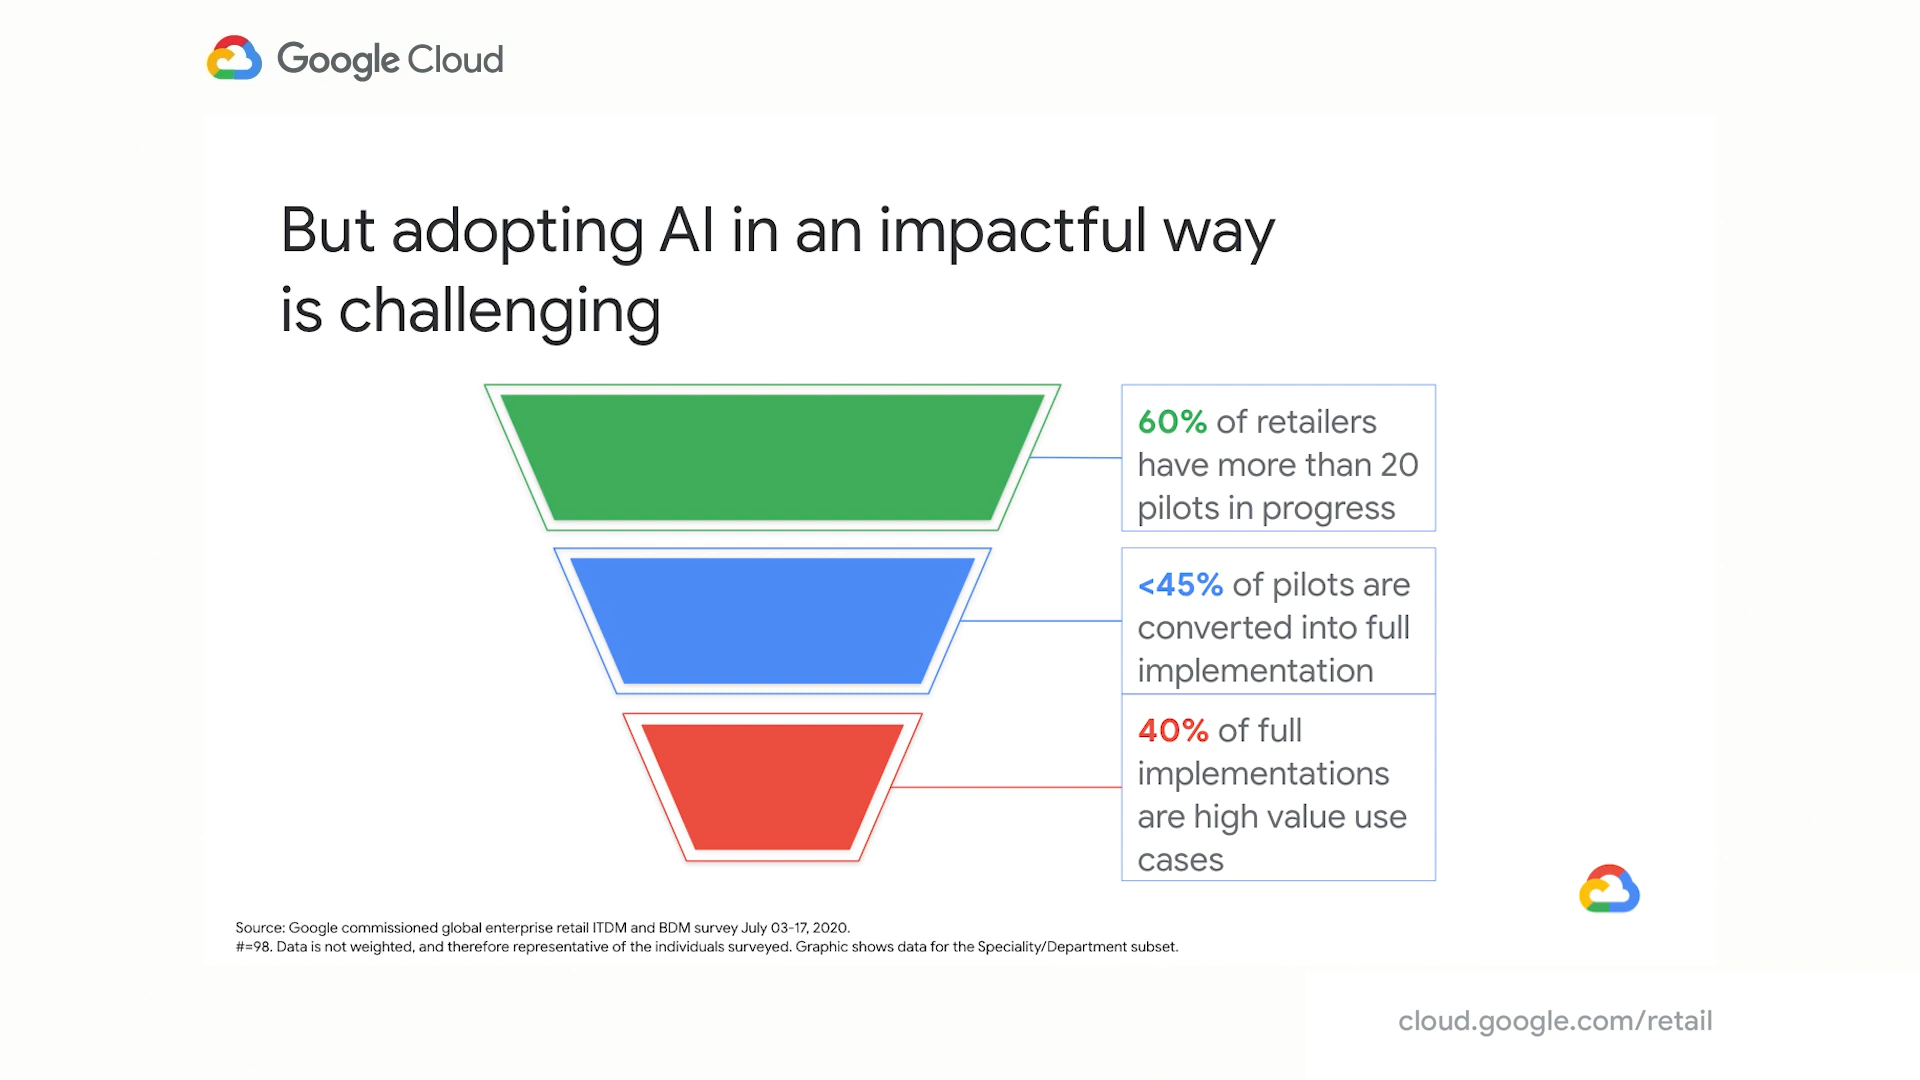 Google Cloud
But adopting AI in an impactful way
is challenging
60% of retailers
have more than 20
pilots in progress
<45% of pilots are
converted into full
implementation
40% of full
implementations
are high value use
cases
Source: Google commissioned global enterprise retail ITDM and BDM survey July 03-17, 2020.
#=98. Data is not weighted, and therefore representative of the individuals surveyed. Graphic shows data for the Speciality/Department subset.
cloud.google.com/retail